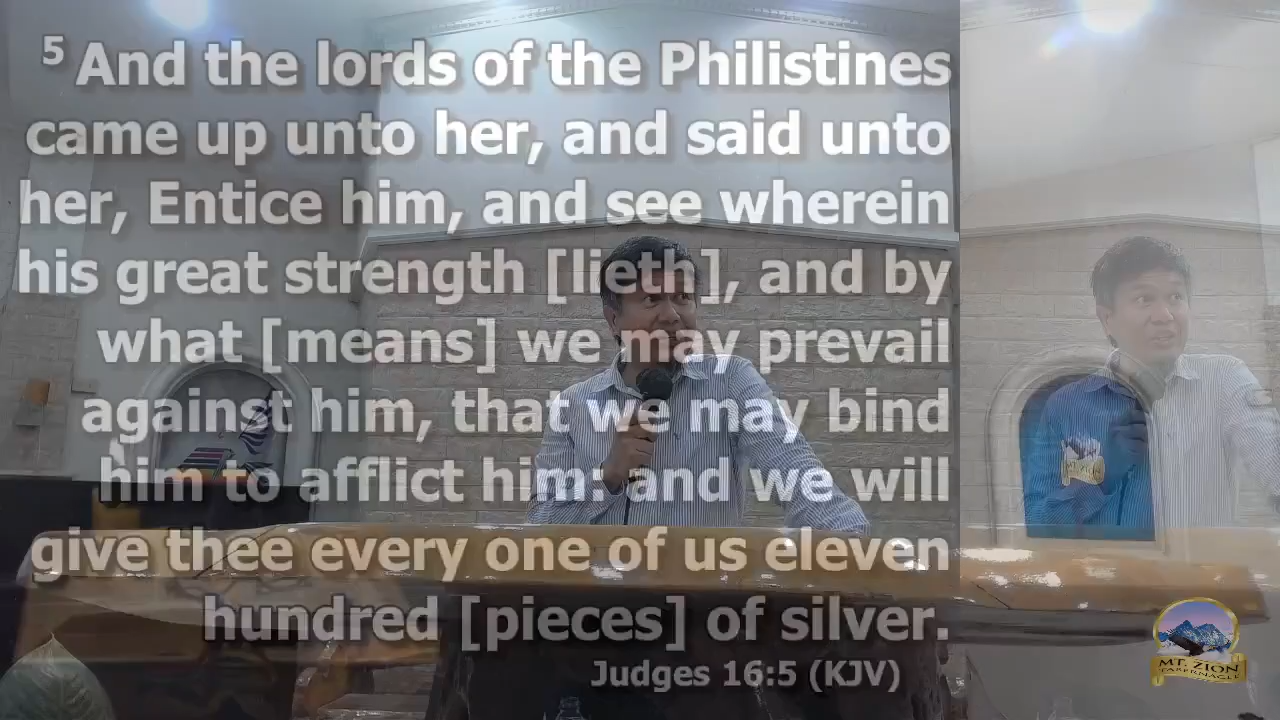 5 And the lords of the Philistines
came up unto her, and said unto
her, Entice him, and see wherein
his great strength [lieth], and by
what [means] we may prevail
against him, that we may bind
him to afflict him: and we will
give thee every one of us eleven
hundred [pieces] of silver.
Judges 16:5 (KJV)
MT. ZION
MT. ZION
TABERNACLE